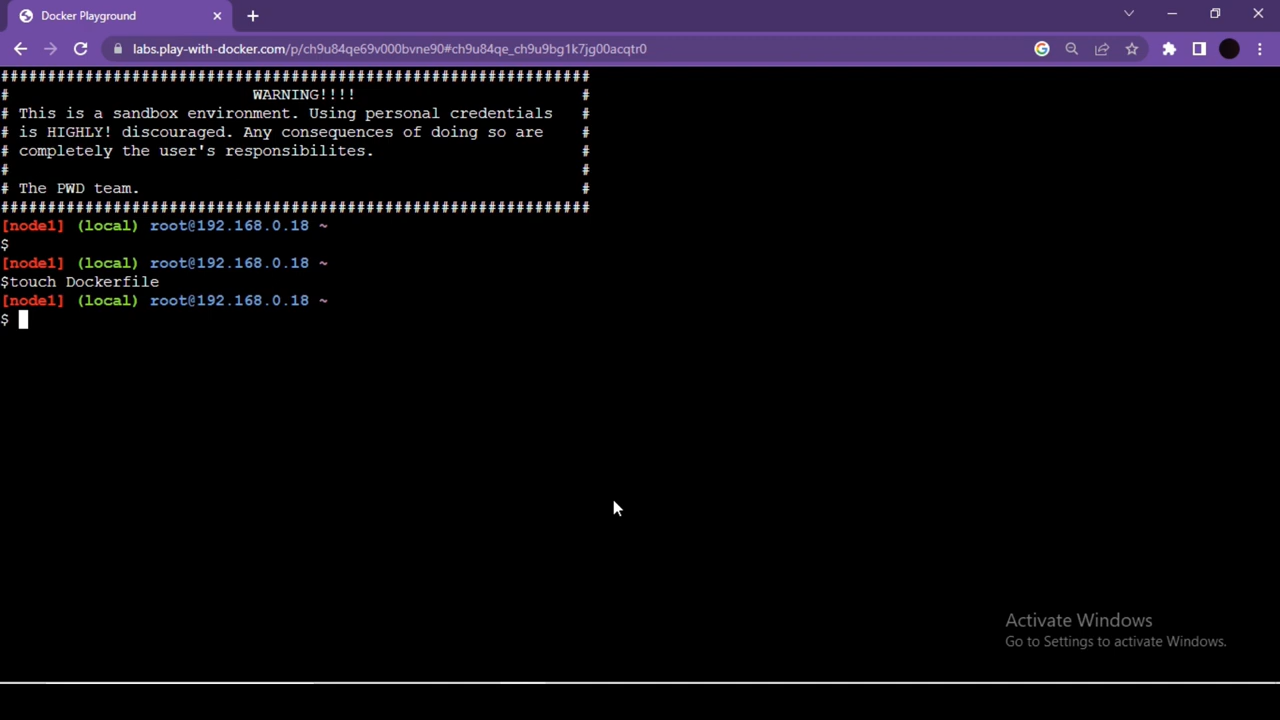 Docker Playground
labs.play-with-docker.com/p/ch9u84qe69v000bvne90#ch9u84qe_ch9u9bg1k7jg00acqtr0
###############################################################
#                          WARNING!!!!                        #
# This is a sandbox environment. Using personal credentials   #
# is HIGHLY! discouraged. Any consequences of doing so are    #
# completely the user's responsibilites.                      #
#                                                             #
# The PWD team.                                               #
###############################################################
[node1] (local) root@192.168.0.18 ~
$
[node1] (local) root@192.168.0.18 ~
$touch Dockerfile
[node1] (local) root@192.168.0.18 ~
$
Activate Windows
Go to Settings to activate Windows.